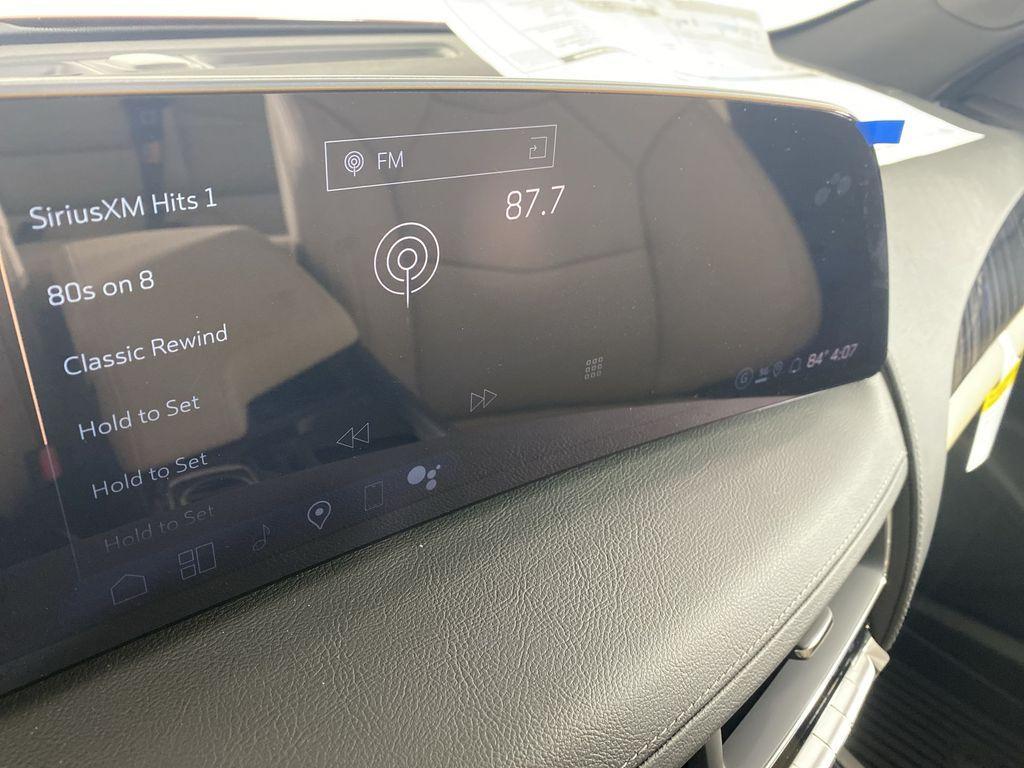 FM
87.7
SiriusXM Hits 1
80s on 8
Classic Rewind
Hold to Set
Hold to Set
Hold to Set
G 5G 84° 4:07